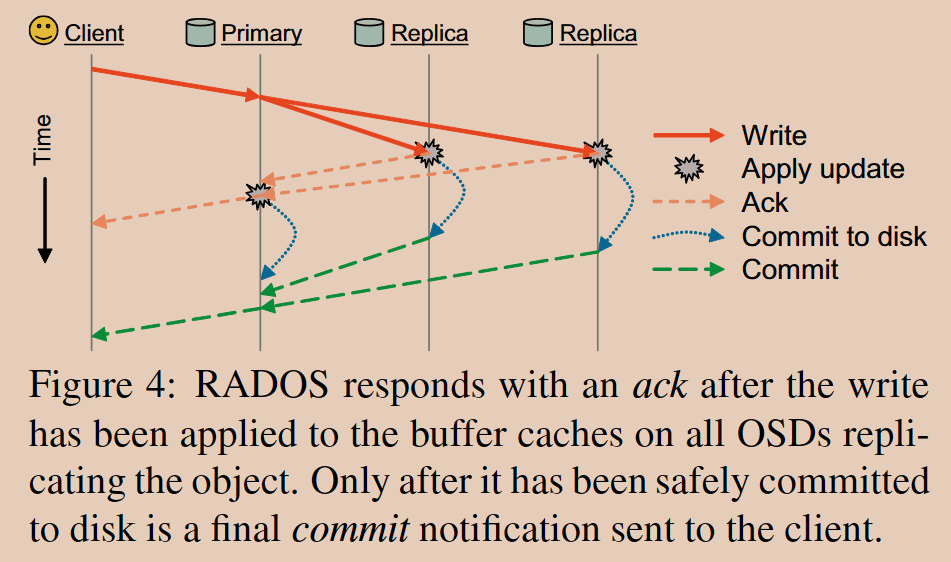 Client
Primary
Replica
Replica
Time
Write
Apply update
Ack
Commit to disk
Commit
Figure 4: RADOS responds with an ack after the write
has been applied to the buffer caches on all OSDs repli-
cating the object. Only after it has been safely committed
to disk is a final commit notification sent to the client.